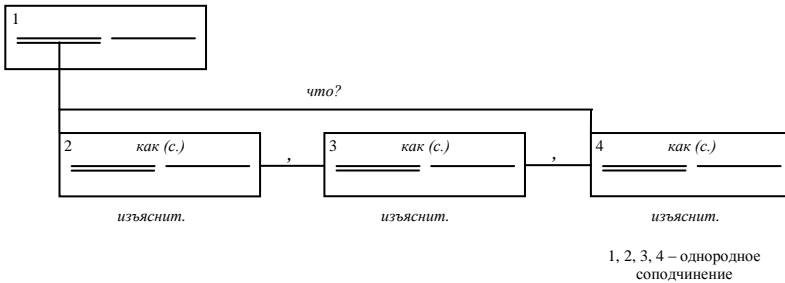 1
что?
2 как (с.) , 3 как (с.) , 4 как (с.)
изъяснит. изъяснит. изъяснит.
1, 2, 3, 4 – однородное
соподчинение